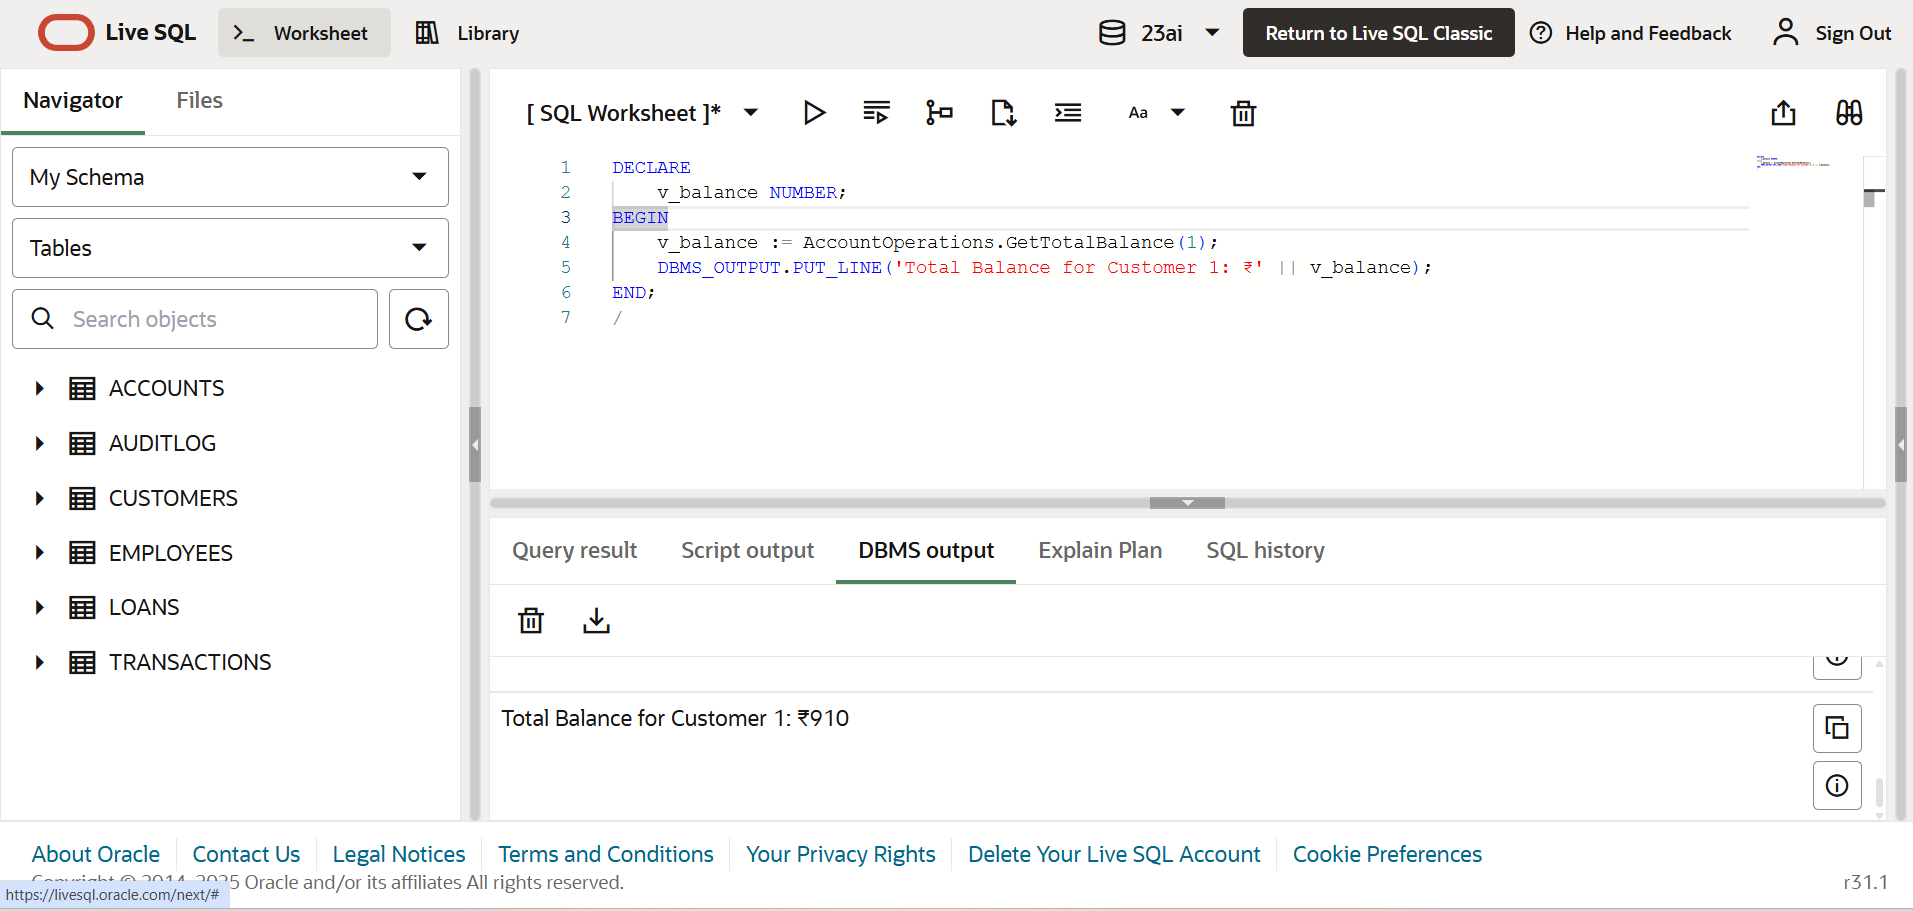 Live SQL
Worksheet
Library
23ai
Return to Live SQL Classic
Help and Feedback
Sign Out
Navigator
Files
My Schema
Tables
Search objects
ACCOUNTS
AUDITLOG
CUSTOMERS
EMPLOYEES
LOANS
TRANSACTIONS
[ SQL Worksheet ]*
Aa
1 DECLARE
2 v_balance NUMBER;
3 BEGIN
4 v_balance := AccountOperations.GetTotalBalance(1);
5 DBMS_OUTPUT.PUT_LINE('Total Balance for Customer 1: ₹' || v_balance);
6 END;
7 /
Query result
Script output
DBMS output
Explain Plan
SQL history
Total Balance for Customer 1: ₹910
About Oracle
Contact Us
Legal Notices
Terms and Conditions
Your Privacy Rights
Delete Your Live SQL Account
Cookie Preferences
Copyright © 2014, 2025 Oracle and/or its affiliates All rights reserved.
r31.1
https://livesql.oracle.com/next/#